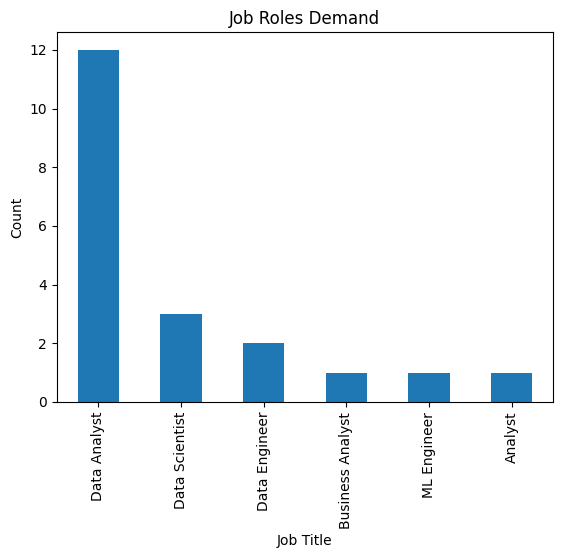 Job Roles Demand
Count
12
10
8
6
4
2
0
Data Analyst
Data Scientist
Data Engineer
Business Analyst
ML Engineer
Analyst
Job Title